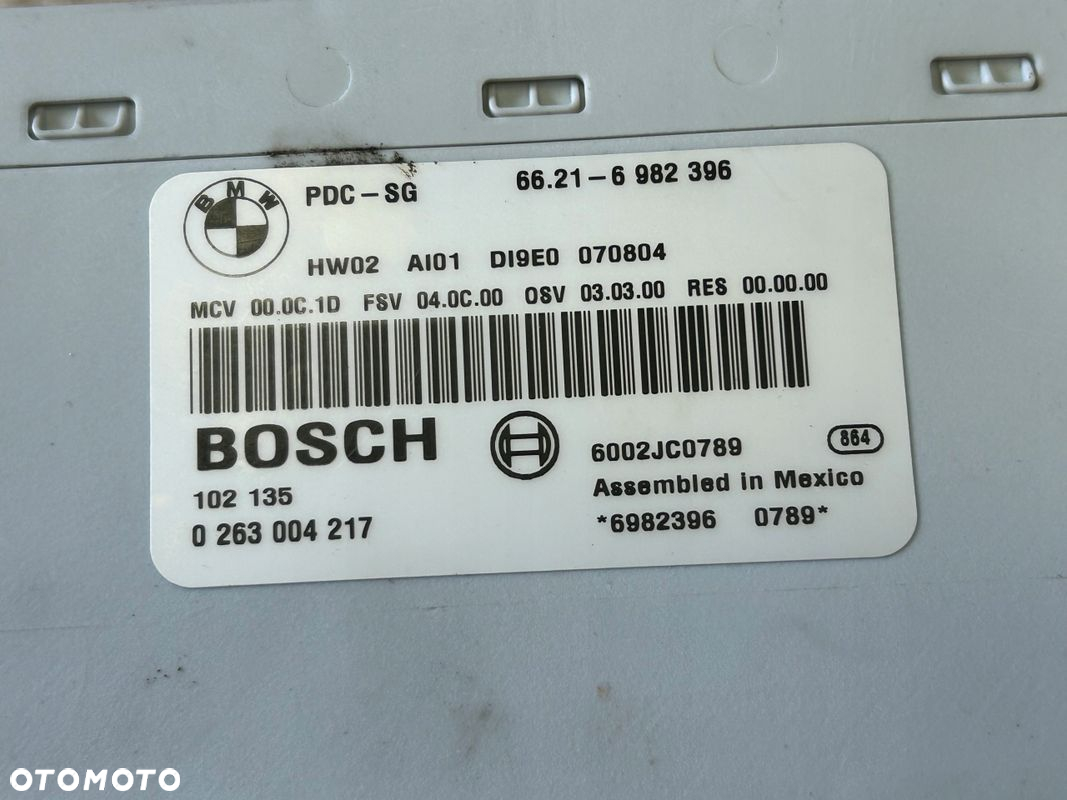 BMW
PDC-SG 66.21-6 982 396
HW02 AI01 DI9E0 070804
MCV 00.0C.1D FSV 04.0C.00 OSV 03.03.00 RES 00.00.00
BOSCH
6002JC0789 864
102 135
Assembled in Mexico
0 263 004 217
*6982396 0789*
OTOMOTO